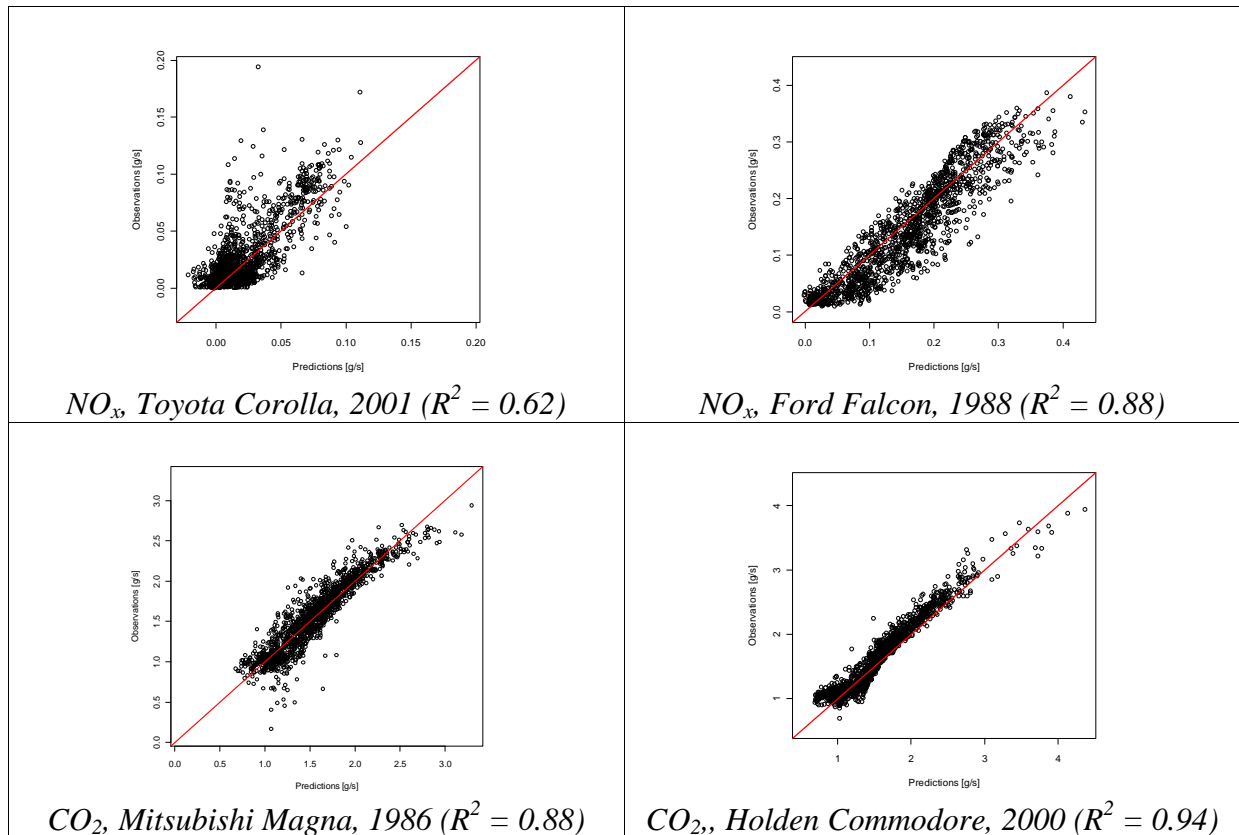 0.20
0.15
0.10
0.05
0.00
Observations [g/s]
0.00 0.05 0.10 0.15 0.20
Predictions [g/s]
NOx, Toyota Corolla, 2001 (R² = 0.62)
0.4
0.3
0.2
0.1
0.0
Observations [g/s]
0.0 0.1 0.2 0.3 0.4
Predictions [g/s]
NOx, Ford Falcon, 1988 (R² = 0.88)
3.0
2.5
2.0
1.5
1.0
0.5
0.0
Observations [g/s]
0.0 0.5 1.0 1.5 2.0 2.5 3.0
Predictions [g/s]
CO₂, Mitsubishi Magna, 1986 (R² = 0.88)
4
3
2
1
Observations [g/s]
1 2 3 4
Predictions [g/s]
CO₂,, Holden Commodore, 2000 (R² = 0.94)